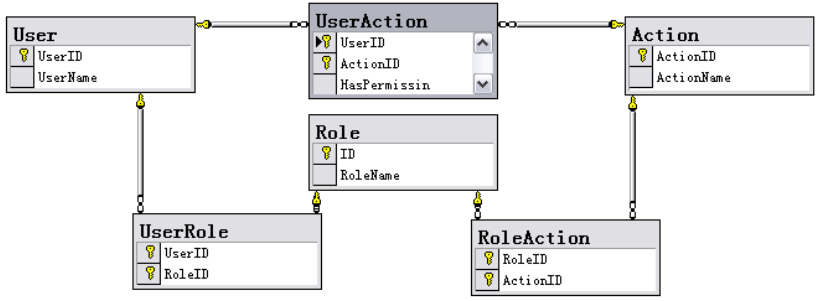 User
UserID
UserName
UserAction
UserID
ActionID
HasPermissin
Action
ActionID
ActionName
Role
ID
RoleName
UserRole
UserID
RoleID
RoleAction
RoleID
ActionID